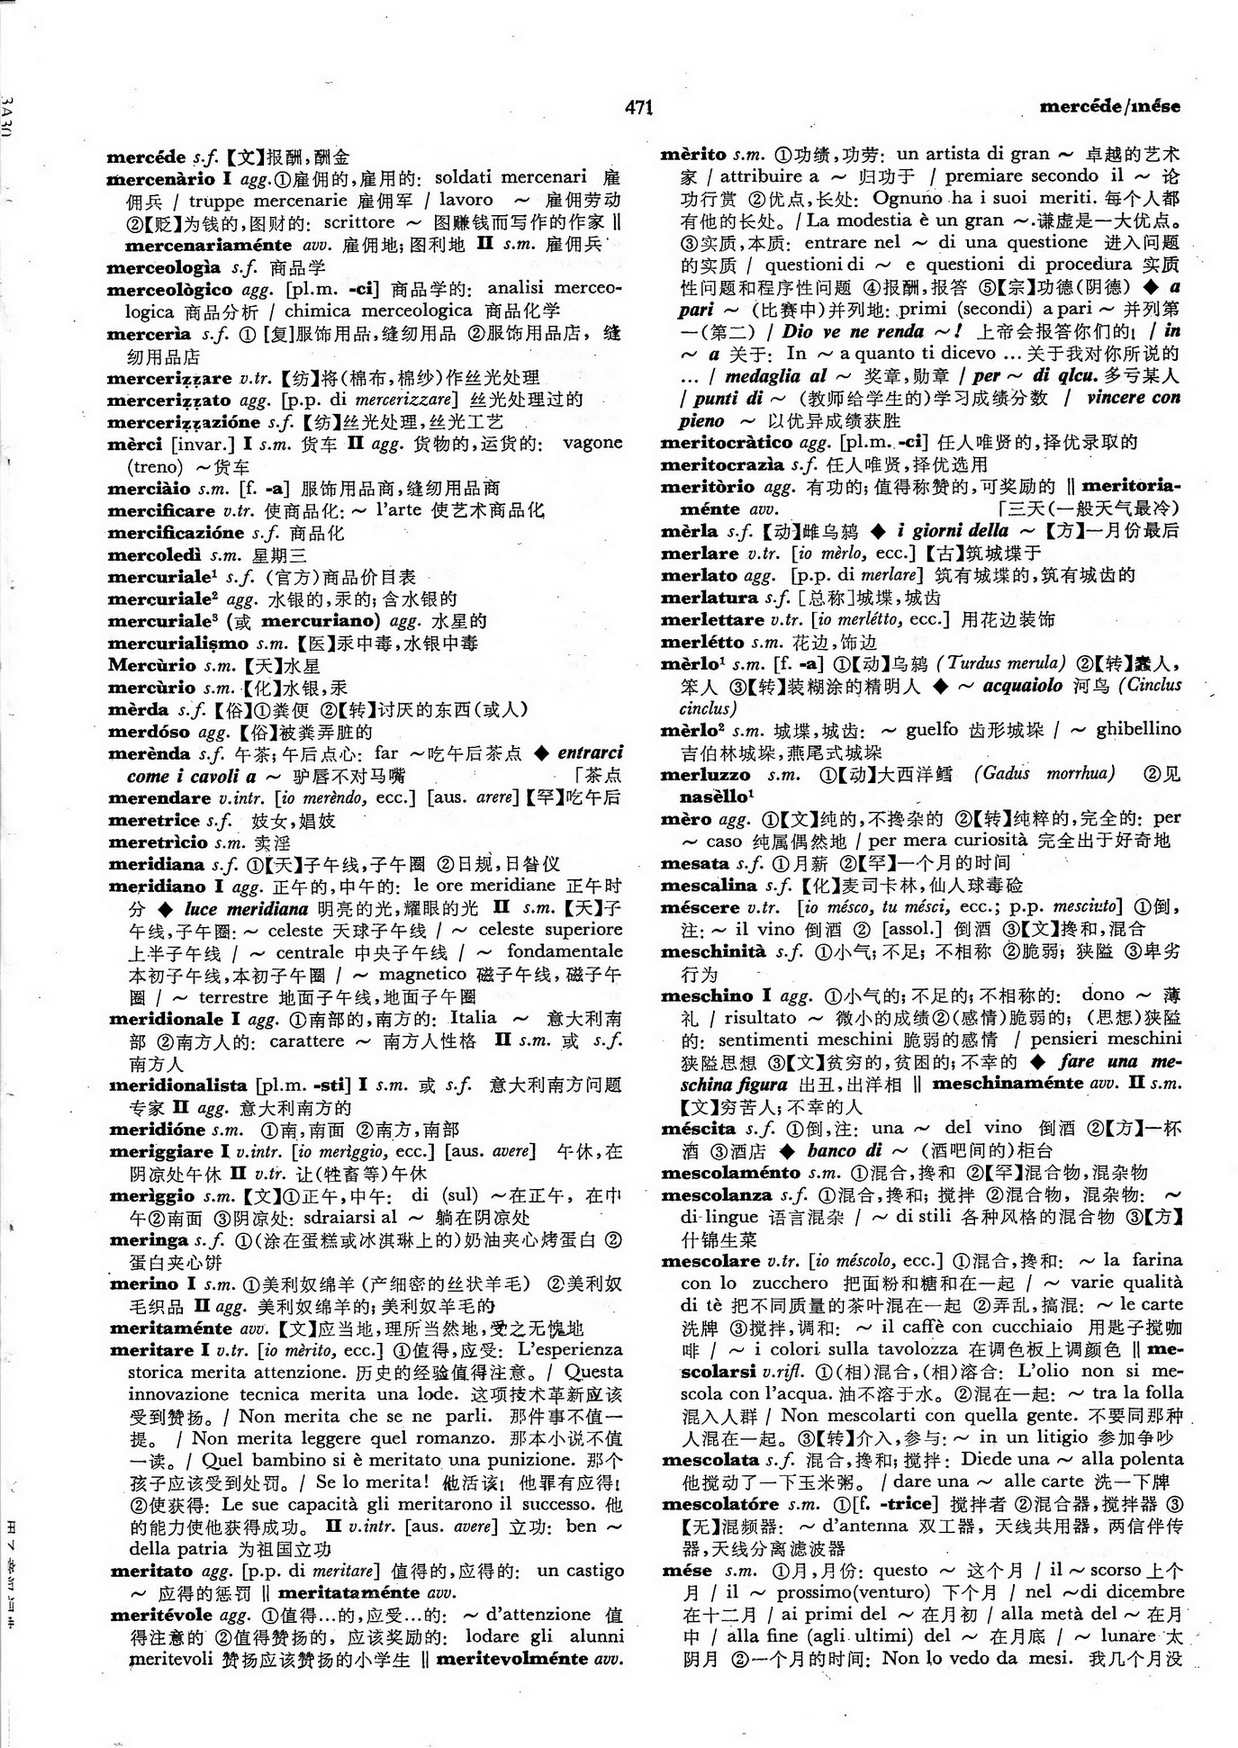 471
mercéde/mése
mercéde s.f.【文】报酬,酬金
mercenàrio I agg.①雇佣的,雇用的: soldati mercenari 雇
佣兵 / truppe mercenarie 雇佣军 / lavoro ～ 雇佣劳动
②【贬】为钱的,图财的: scrittore ～ 图赚钱而写作的作家 ‖
mercenariaménte avv. 雇佣地; 图利地 II s.m. 雇佣兵
merceologìa s.f. 商品学
merceològico agg. [pl.m. -ci] 商品学的: analisi merceo-
logica 商品分析 / chimica merceologica 商品化学
mercerìa s.f. ① [复]服饰用品,缝纫用品 ②服饰用品店, 缝
纫用品店
mercerizzare v.tr.【纺】将(棉布,棉纱)作丝光处理
mercerizzato agg. [p.p. di mercerizzare] 丝光处理过的
mercerizzazióne s.f.【纺】丝光处理,丝光工艺
mèrci [invar.] I s.m. 货车 II agg. 货物的,运货的: vagone
(treno) ～货车
merciàio s.m. [f. -a] 服饰用品商,缝纫用品商
mercificare v.tr. 使商品化: ～ l'arte 使艺术商品化
mercificazióne s.f. 商品化
mercoledì s.m. 星期三
mercuriale¹ s.f. (官方)商品价目表
mercuriale² agg. 水银的,汞的; 含水银的
mercuriale³ (或 mercuriano) agg. 水星的
mercurialismo s.m.【医】汞中毒,水银中毒
Mercùrio s.m.【天】水星
mercùrio s.m.【化】水银,汞
mèrda s.f.【俗】①粪便 ②【转】讨厌的东西(或人)
merdóso agg.【俗】被粪弄脏的
merènda s.f. 午茶; 午后点心: far ～吃午后茶点 ◆ entrarci
come i cavoli a ～ 驴唇不对马嘴 「茶点
merendare v.intr. [io merèndo, ecc.] [aus. arere]【罕】吃午后
meretrice s.f. 妓女,娼妓
meretrìcio s.m. 卖淫
meridiana s.f. ①【天】子午线,子午圈 ②日规,日晷仪
meridiano I agg. 正午的,中午的: le ore meridiane 正午时
分 ◆ luce meridiana 明亮的光,耀眼的光 II s.m.【天】子
午线,子午圈: ～ celeste 天球子午线 / ～ celeste superiore
上半子午线 / ～ centrale 中央子午线 / ～ fondamentale
本初子午线,本初子午圈 / ～ magnetico 磁子午线, 磁子午
圈 / ～ terrestre 地面子午线,地面子午圈
meridionale I agg. ①南部的,南方的: Italia ～ 意大利南
部 ②南方人的: carattere ～ 南方人性格 II s.m. 或 s.f.
南方人
meridionalista [pl.m. -sti] I s.m. 或 s.f. 意大利南方问题
专家 II agg. 意大利南方的
meridióne s.m. ①南,南面 ②南方,南部
meriggiare I v.intr. [io meriggio, ecc.] [aus. avere] 午休,在
阴凉处午休 II v.tr. 让(牲畜等)午休
merìggio s.m.【文】①正午,中午: di (sul) ～在正午, 在中
午②南面 ③阴凉处: sdraiarsi al ～ 躺在阴凉处
meringa s.f. ①(涂在蛋糕或冰淇淋上的)奶油夹心烤蛋白 ②
蛋白夹心饼
merino I s.m. ①美利奴绵羊 (产细密的丝状羊毛) ②美利奴
毛织品 II agg. 美利奴绵羊的; 美利奴羊毛的
meritaménte avv.【文】应当地,理所当然地,受之无愧地
meritare I v.tr. [io mèrito, ecc.] ①值得,应受: L'esperienza
storica merita attenzione. 历史的经验值得注意。/ Questa
innovazione tecnica merita una lode. 这项技术革新应该
受到赞扬。/ Non merita che se ne parli. 那件事不值一
提。 / Non merita leggere quel romanzo. 那本小说不值
一读。/ Quel bambino si è meritato una punizione. 那个
孩子应该受到处罚。/ Se lo merita! 他活该! 他罪有应得!
②使获得: Le sue capacità gli meritarono il successo. 他
的能力使他获得成功。 II v.intr. [aus. avere] 立功: ben ～
della patria 为祖国立功
meritato agg. [p.p. di meritare] 值得的,应得的: un castigo
～ 应得的惩罚 ‖ meritataménte avv.
meritévole agg. ①值得…的,应受…的: ～ d'attenzione 值
得注意的 ②值得赞扬的, 应该奖励的: lodare gli alunni
meritevoli 赞扬应该赞扬的小学生 ‖ meritevolménte avv.
mèrito s.m. ①功绩,功劳: un artista di gran ～ 卓越的艺术
家 / attribuire a ～ 归功于 / premiare secondo il ～ 论
功行赏 ②优点,长处: Ognuno ha i suoi meriti. 每个人都
有他的长处。/ La modestia è un gran ～.谦虚是一大优点。
③实质,本质: entrare nel ～ di una questione 进入问题
的实质 / questioni di ～ e questioni di procedura 实质
性问题和程序性问题 ④报酬,报答 ⑤【宗】功德(阴德) ◆ a
pari ～ (比赛中)并列地: primi (secondi) a pari ～ 并列第
一(第二) / Dio ve ne renda ～! 上帝会报答你们的! / in
～ a 关于: In ～ a quanto ti dicevo … 关于我对你所说的
… / medaglia al ～ 奖章,勋章 / per ～ di qlcu. 多亏某人
/ punti di ～ (教师给学生的)学习成绩分数 / vincere con
pieno ～ 以优异成绩获胜
meritocràtico agg. [pl.m. -ci] 任人唯贤的,择优录取的
meritocrazìa s.f. 任人唯贤,择优选用
meritòrio agg. 有功的; 值得称赞的,可奖励的 ‖ meritoria-
ménte avv. 「三天(一般天气最冷)
mèrla s.f.【动】雌乌鸫 ◆ i giorni della ～【方】一月份最后
merlare v.tr. [io mèrlo, ecc.]【古】筑城堞于
merlato agg. [p.p. di merlare] 筑有城堞的,筑有城齿的
merlatura s.f. [总称]城堞,城齿
merlettare v.tr. [io merlétto, ecc.] 用花边装饰
merlétto s.m. 花边,饰边
mèrlo¹ s.m. [f. -a] ①【动】乌鸫 (Turdus merula) ②【转】蠢人,
笨人 ③【转】装糊涂的精明人 ◆ ～ acquaiolo 河鸟 (Cinclus
cinclus)
mèrlo² s.m. 城堞,城齿: ～ guelfo 齿形城垛 / ～ ghibellino
吉伯林城垛,燕尾式城垛
merluzzo s.m. ①【动】大西洋鳕 (Gadus morrhua) ②见
nasèllo¹
mèro agg. ①【文】纯的,不搀杂的 ②【转】纯粹的,完全的: per
～ caso 纯属偶然地 / per mera curiosità 完全出于好奇地
mesata s.f. ①月薪 ②【罕】一个月的时间
mescalina s.f.【化】麦司卡林,仙人球毒硷
méscere v.tr. [io mésco, tu mésci, ecc.; p.p. mesciuto] ①倒,
注: ～ il vino 倒酒 ② [assol.] 倒酒 ③【文】搀和,混合
meschinità s.f. ①小气; 不足; 不相称 ②脆弱; 狭隘 ③卑劣
行为
meschino I agg. ①小气的; 不足的; 不相称的: dono ～ 薄
礼 / risultato ～ 微小的成绩②(感情)脆弱的; (思想)狭隘
的: sentimenti meschini 脆弱的感情 / pensieri meschini
狭隘思想 ③【文】贫穷的,贫困的; 不幸的 ◆ fare una me-
schina figura 出丑,出洋相 ‖ meschinaménte avv. II s.m.
【文】穷苦人; 不幸的人
méscita s.f. ①倒,注: una ～ del vino 倒酒 ②【方】一杯
酒 ③酒店 ◆ banco di ～ (酒吧间的)柜台
mescolaménto s.m. ①混合,搀和 ②【罕】混合物,混杂物
mescolanza s.f. ①混合,搀和; 搅拌 ②混合物, 混杂物: ～
di lingue 语言混杂 / ～ di stili 各种风格的混合物 ③【方】
什锦生菜
mescolare v.tr. [io méscolo, ecc.] ①混合,搀和: ～ la farina
con lo zucchero 把面粉和糖和在一起 / ～ varie qualità
di tè 把不同质量的茶叶混在一起 ②弄乱,搞混: ～ le carte
洗牌 ③搅拌,调和: ～ il caffè con cucchiaio 用匙子搅咖
啡 / ～ i colori sulla tavolozza 在调色板上调颜色 ‖ me-
scolarsi v.rifl. ①(相)混合,(相)溶合: L'olio non si me-
scola con l'acqua. 油不溶于水。②混在一起: ～ tra la folla
混入人群 / Non mescolarti con quella gente. 不要同那种
人混在一起。③【转】介入,参与: ～ in un litigio 参加争吵
mescolata s.f. 混合,搀和; 搅拌: Diede una ～ alla polenta
他搅动了一下玉米粥。 / dare una ～ alle carte 洗一下牌
mescolatóre s.m. ①[f. -trice] 搅拌者 ②混合器,搅拌器 ③
【无】混频器: ～ d'antenna 双工器, 天线共用器, 两信伴传
器,天线分离滤波器
mése s.m. ①月,月份: questo ～ 这个月 / il ～ scorso 上个
月 / il ～ prossimo(venturo) 下个月 / nel ～di dicembre
在十二月 / ai primi del ～ 在月初 / alla metà del ～ 在月
中 / alla fine (agli ultimi) del ～ 在月底 / ～ lunare 太
阴月 ②一个月的时间: Non lo vedo da mesi. 我几个月没